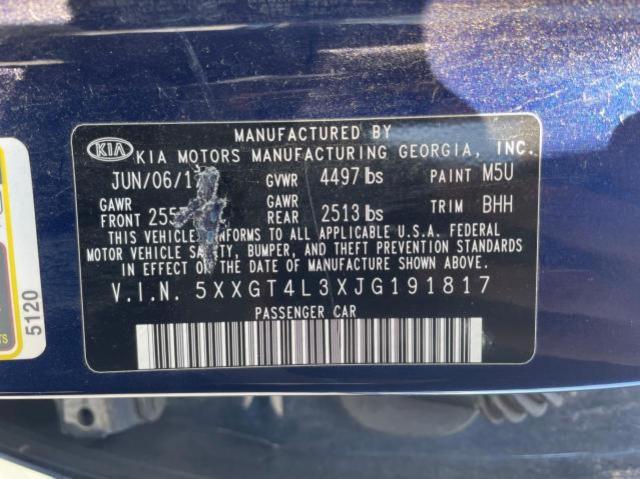 KIA
MANUFACTURED BY
KIA MOTORS MANUFACTURING GEORGIA, INC.
GVWR 4497 lbs PAINT M5U
GAWR GAWR
FRONT REAR 2513 lbs TRIM BHH
THIS VEHICLE CONFORMS TO ALL APPLICABLE U.S.A. FEDERAL
MOTOR VEHICLE SAFETY, BUMPER, AND THEFT PREVENTION STANDARDS
IN EFFECT ON THE DATE OF MANUFACTURE SHOWN ABOVE.
V.I.N. 5XXGT4L3XJG191817
PASSENGER CAR
5120